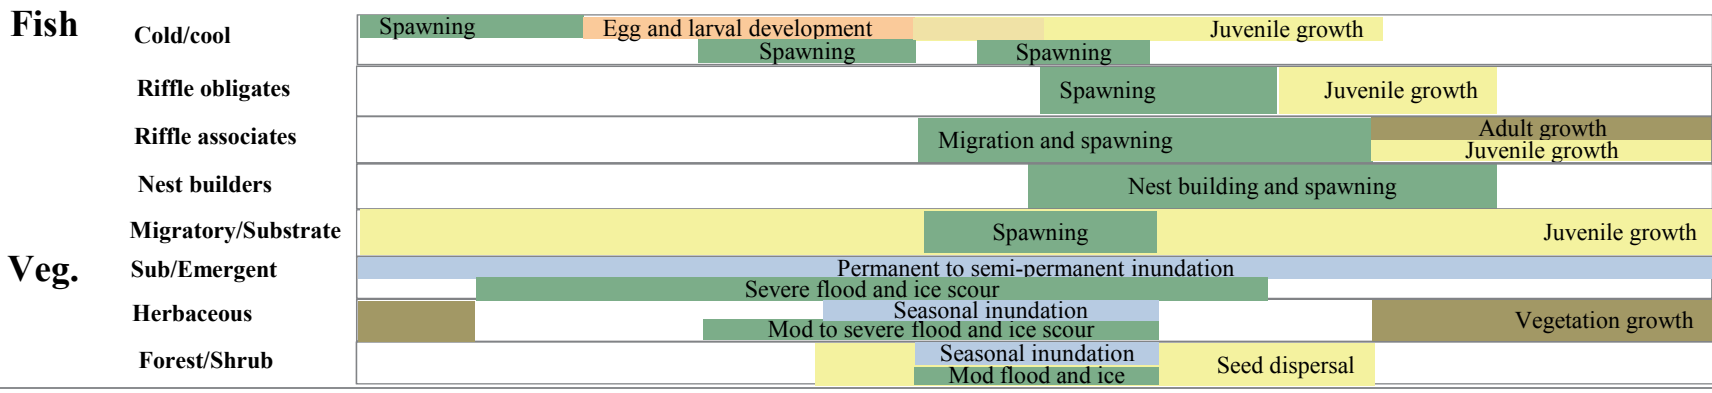 Fish
Cold/cool
Spawning
Egg and larval development
Juvenile growth
Spawning
Spawning
Riffle obligates
Spawning
Juvenile growth
Riffle associates
Migration and spawning
Adult growth
Juvenile growth
Nest builders
Nest building and spawning
Migratory/Substrate
Spawning
Juvenile growth
Veg.
Sub/Emergent
Permanent to semi-permanent inundation
Severe flood and ice scour
Herbaceous
Seasonal inundation
Mod to severe flood and ice scour
Vegetation growth
Forest/Shrub
Seasonal inundation
Mod flood and ice
Seed dispersal